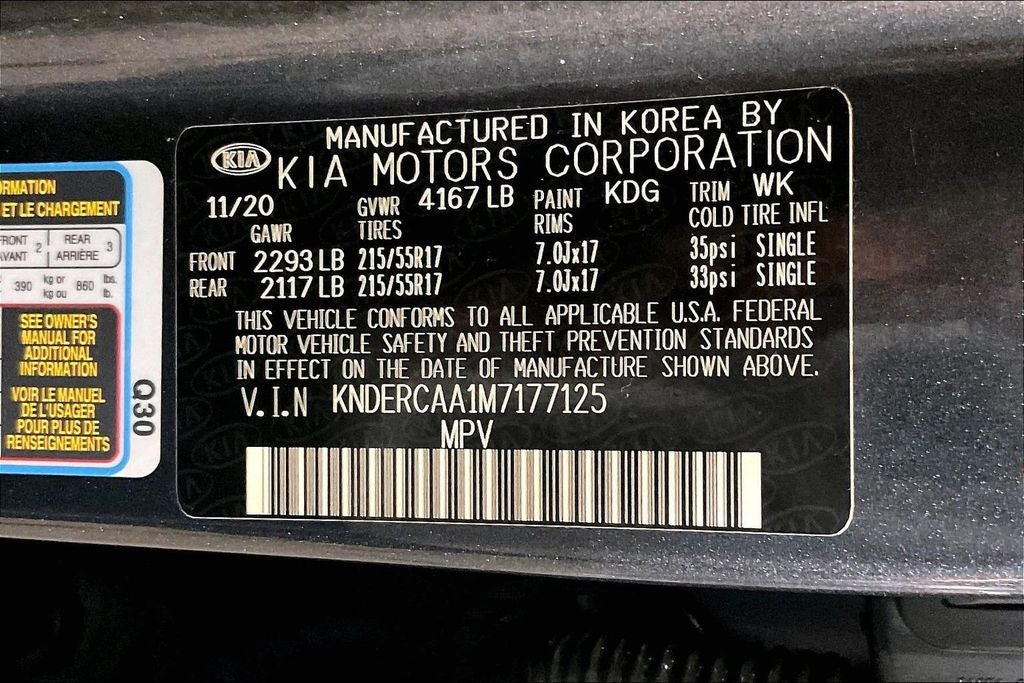 MANUFACTURED IN KOREA BY
KIA KIA MOTORS CORPORATION
11/20 GVWR 4167 LB PAINT KDG TRIM WK
GAWR TIRES RIMS COLD TIRE INFL
FRONT 2293 LB 215/55R17 7.0Jx17 35psi SINGLE
REAR 2117 LB 215/55R17 7.0Jx17 33psi SINGLE
THIS VEHICLE CONFORMS TO ALL APPLICABLE U.S.A. FEDERAL
MOTOR VEHICLE SAFETY AND THEFT PREVENTION STANDARDS
IN EFFECT ON THE DATE OF MANUFACTURE SHOWN ABOVE.
V.I.N KNDERCAA1M7177125
MPV
ET LE CHARGEMENT
2 REAR 3
ARRIÈRE
390 kg or 860 lbs.
kg ou lb.
SEE OWNER'S
MANUAL FOR
ADDITIONAL
INFORMATION
VOIR LE MANUEL
DE L'USAGER
POUR PLUS DE
RENSEIGNEMENTS
Q30